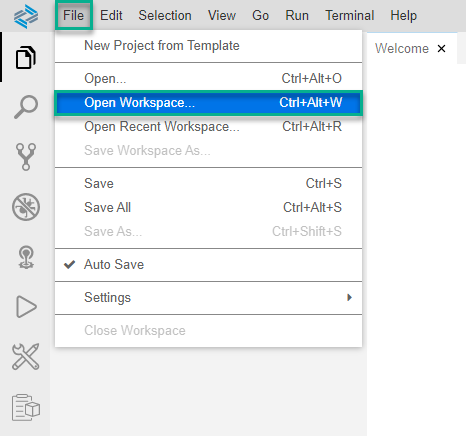 File Edit Selection View Go Run Terminal Help
New Project from Template
Welcome ×
Open... Ctrl+Alt+O
Open Workspace... Ctrl+Alt+W
Open Recent Workspace... Ctrl+Alt+R
Save Workspace As...
Save Ctrl+S
Save All Ctrl+Alt+S
Save As... Ctrl+Shift+S
Auto Save
Settings
Close Workspace